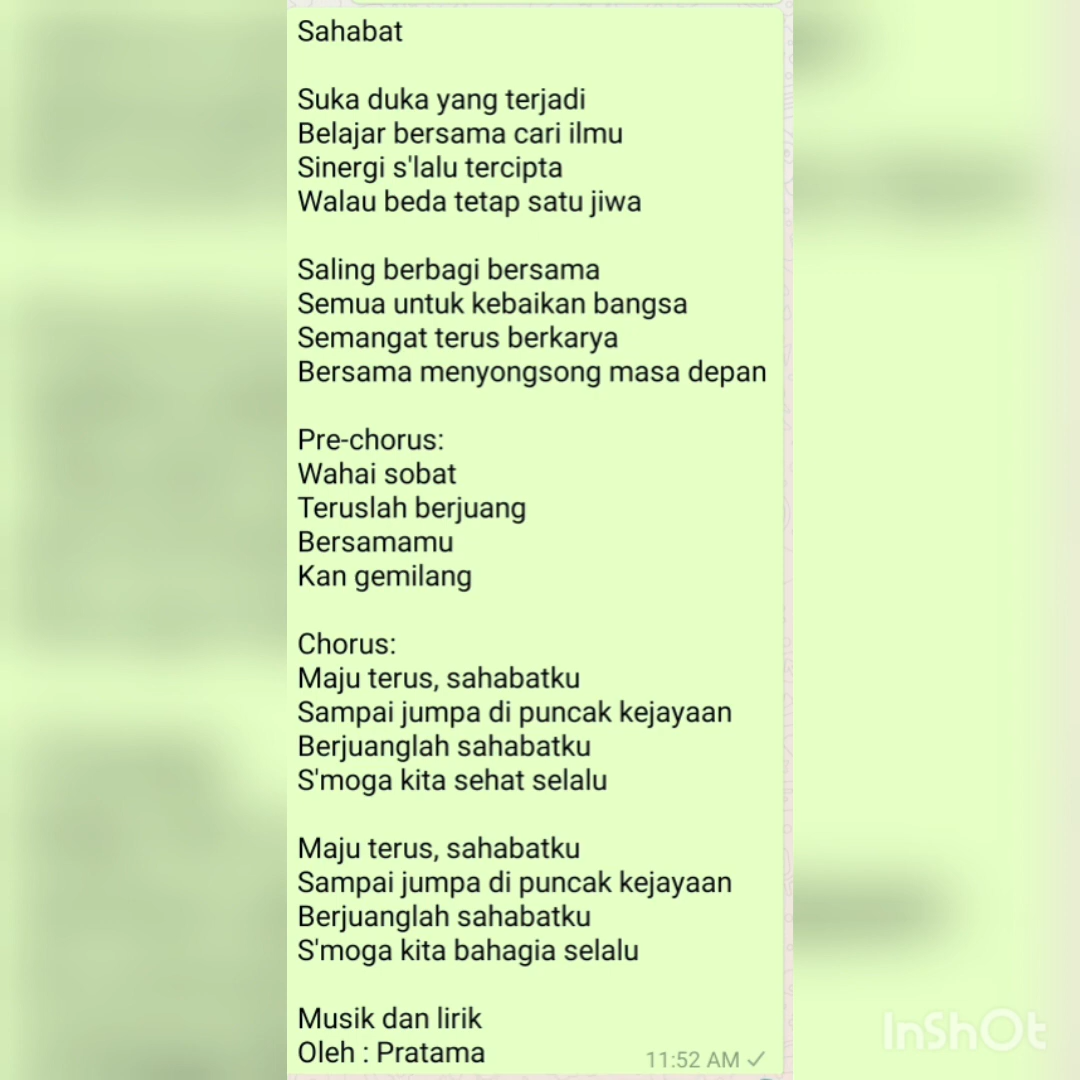 Sahabat
Suka duka yang terjadi
Belajar bersama cari ilmu
Sinergi s'lalu tercipta
Walau beda tetap satu jiwa
Saling berbagi bersama
Semua untuk kebaikan bangsa
Semangat terus berkarya
Bersama menyongsong masa depan
Pre-chorus:
Wahai sobat
Teruslah berjuang
Bersamamu
Kan gemilang
Chorus:
Maju terus, sahabatku
Sampai jumpa di puncak kejayaan
Berjuanglah sahabatku
S'moga kita sehat selalu
Maju terus, sahabatku
Sampai jumpa di puncak kejayaan
Berjuanglah sahabatku
S'moga kita bahagia selalu
Musik dan lirik
Oleh : Pratama
11:52 AM
InShOt